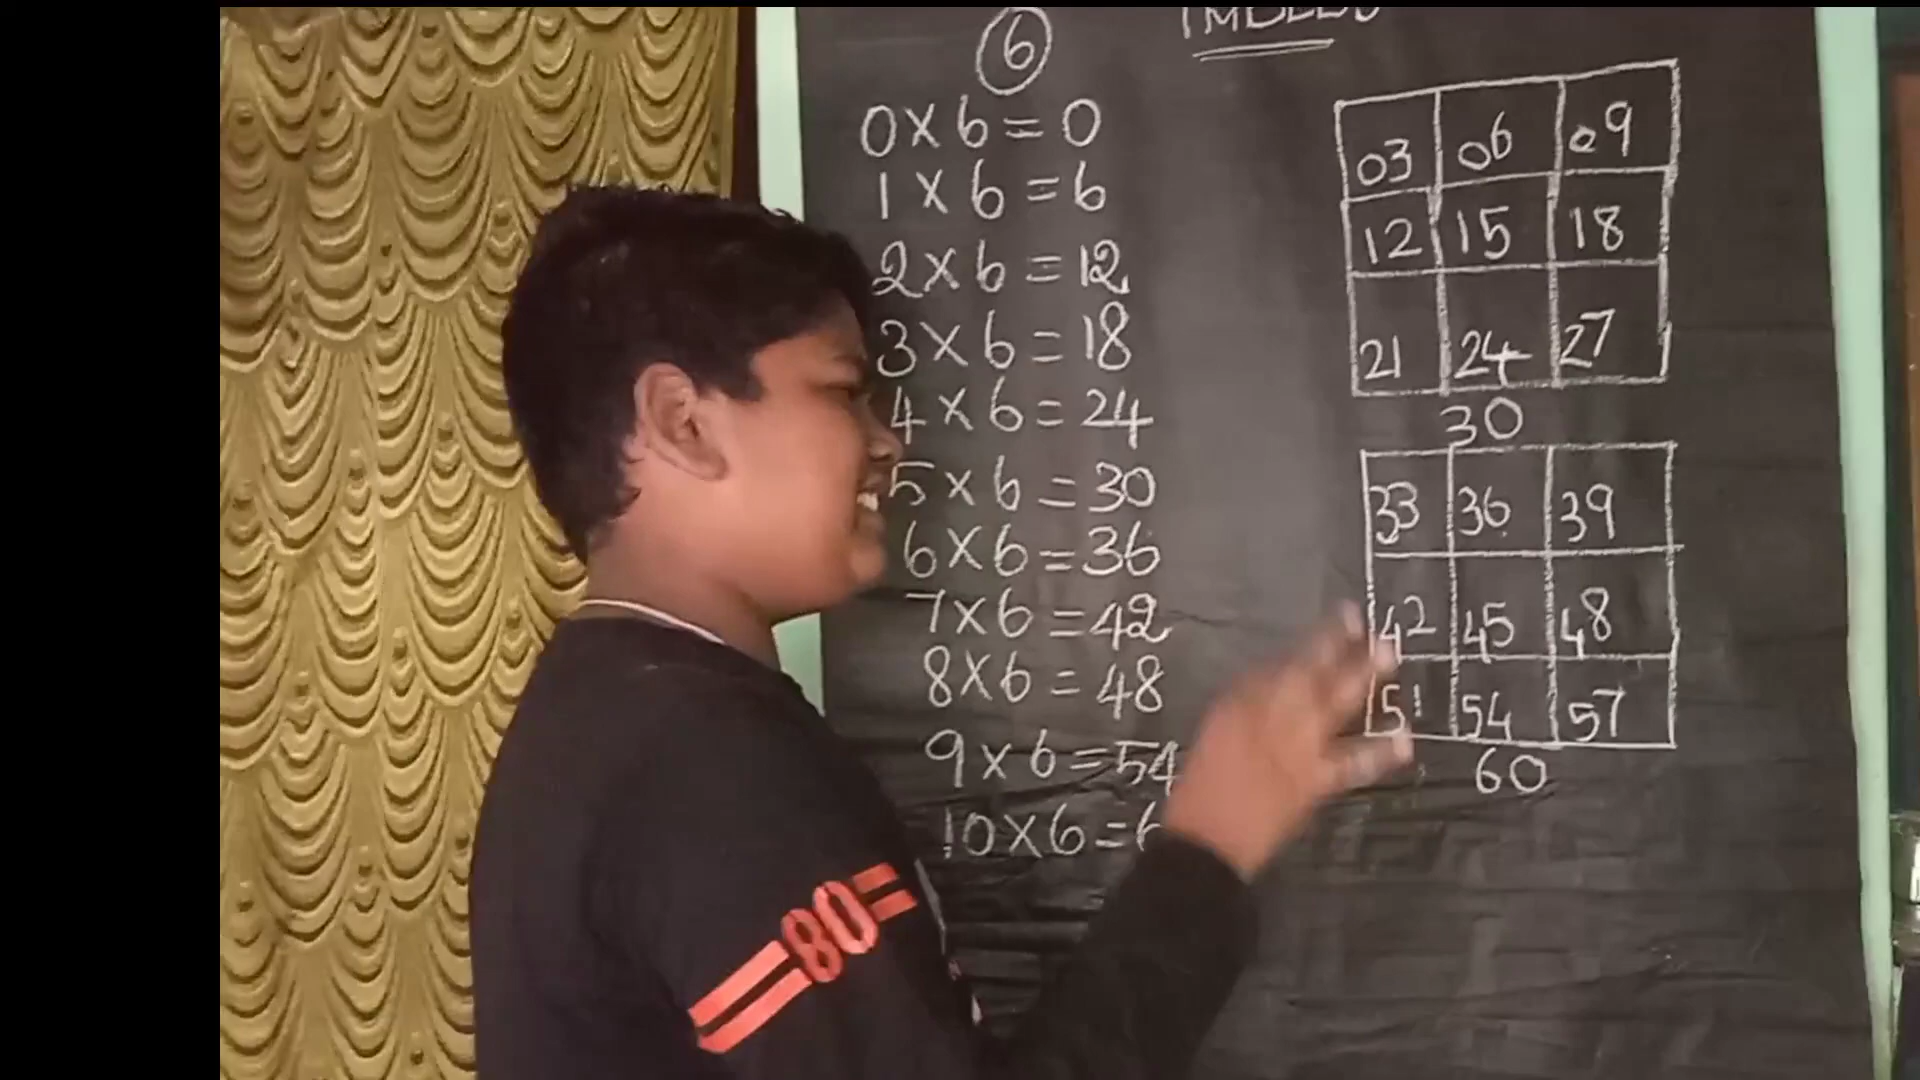 6
0 x 6 = 0
1 x 6 = 6
2 x 6 = 12
3 x 6 = 18
4 x 6 = 24
5 x 6 = 30
6 x 6 = 36
7 x 6 = 42
8 x 6 = 48
9 x 6 = 54
10 x 6 =
03 06 09
12 15 18
21 24 27
30
33 36 39
42 45 48
51 54 57
60
80